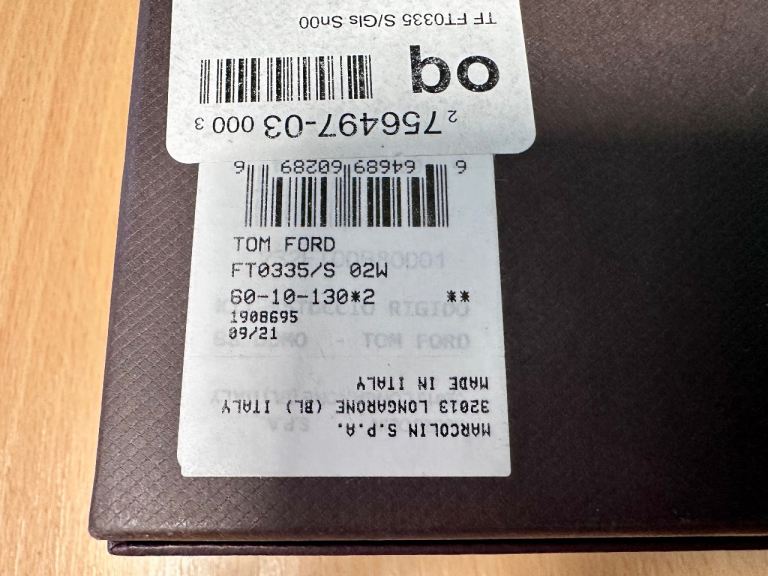 2 756497-03 000 3
oq
TF FT0335 S/Gls Sn00
6 64689 60289 6
TOM FORD
FT0335/S 02W
60-10-130*2 **
1908695
09/21
MARCOLIN S.P.A.
32013 LONGARONE (BL) ITALY
MADE IN ITALY